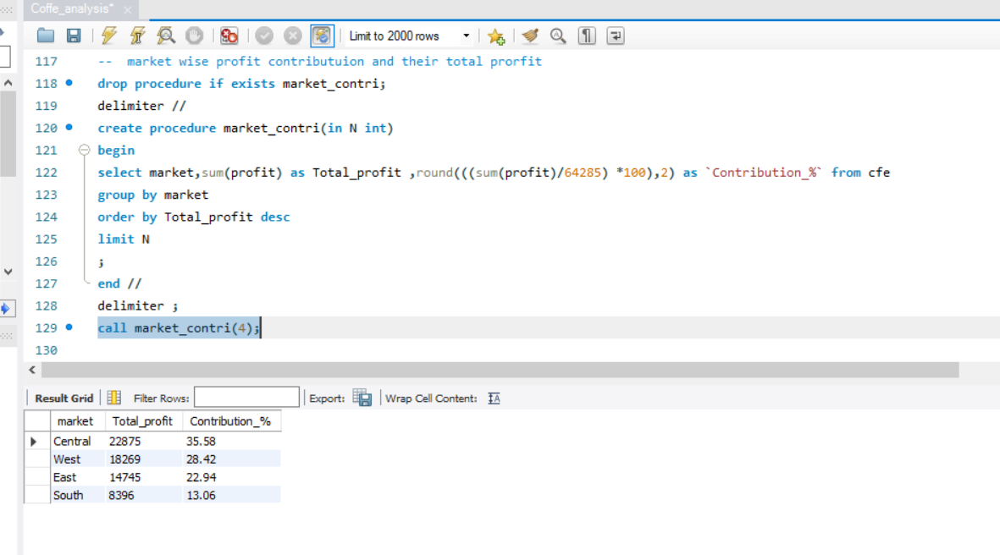 Coffe_analysis*
Limit to 2000 rows
117 -- market wise profit contributuion and their total prorfit
118 drop procedure if exists market_contri;
119 delimiter //
120 create procedure market_contri(in N int)
121 begin
122 select market,sum(profit) as Total_profit ,round(((sum(profit)/64285) *100),2) as `Contribution_%` from cfe
123 group by market
124 order by Total_profit desc
125 limit N
126 ;
127 end //
128 delimiter ;
129 call market_contri(4);
130
Result Grid Filter Rows: Export: Wrap Cell Content: IA
market Total_profit Contribution_%
Central 22875 35.58
West 18269 28.42
East 14745 22.94
South 8396 13.06